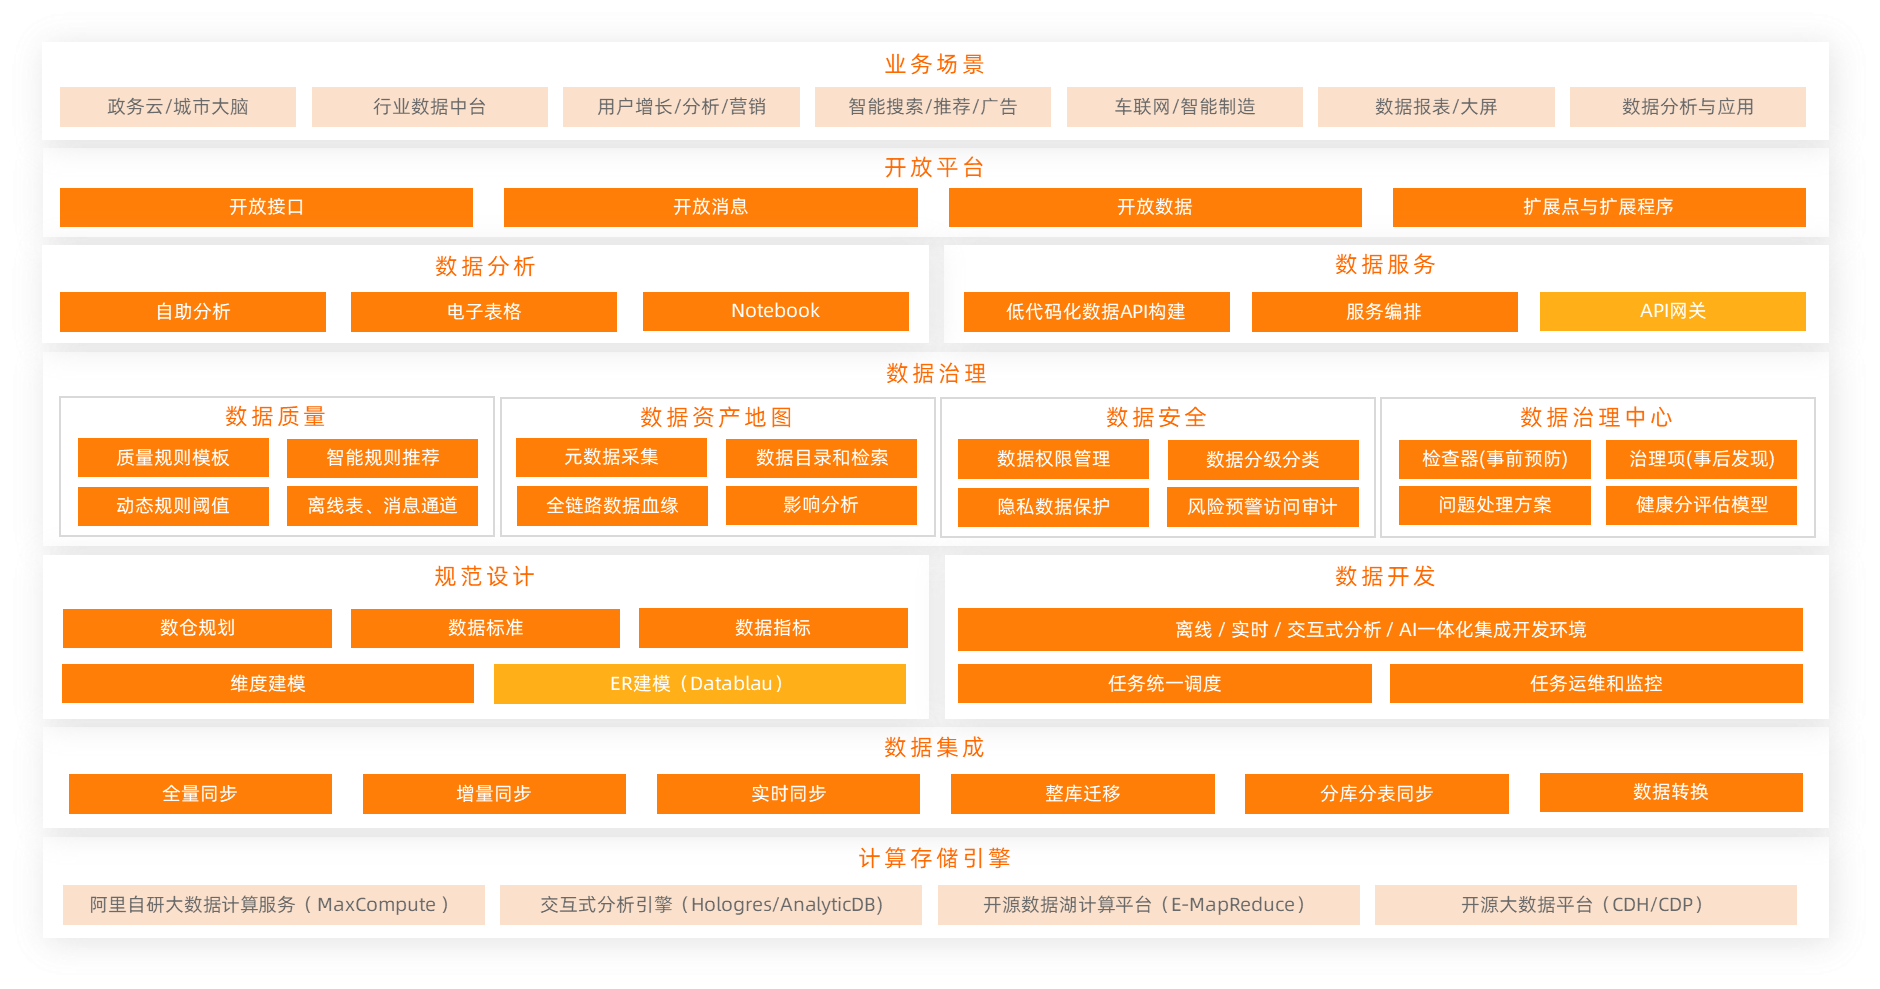 业务场景
政务云/城市大脑
行业数据中台
用户增长/分析/营销
智能搜索/推荐/广告
车联网/智能制造
数据报表/大屏
数据分析与应用
开放平台
开放接口
开放消息
开放数据
扩展点与扩展程序
数据分析
自助分析
电子表格
Notebook
数据服务
低代码化数据API构建
服务编排
API网关
数据治理
数据质量
质量规则模板
智能规则推荐
动态规则阈值
离线表、消息通道
数据资产地图
元数据采集
数据目录和检索
全链路数据血缘
影响分析
数据安全
数据权限管理
数据分级分类
隐私数据保护
风险预警访问审计
数据治理中心
检查器(事前预防)
治理项(事后发现)
问题处理方案
健康分评估模型
规范设计
数仓规划
数据标准
数据指标
维度建模
ER建模（Datablau）
数据开发
离线 / 实时 / 交互式分析 / AI一体化集成开发环境
任务统一调度
任务运维和监控
数据集成
全量同步
增量同步
实时同步
整库迁移
分库分表同步
数据转换
计算存储引擎
阿里自研大数据计算服务（ MaxCompute ）
交互式分析引擎（Hologres/AnalyticDB)
开源数据湖计算平台（E-MapReduce）
开源大数据平台（CDH/CDP）